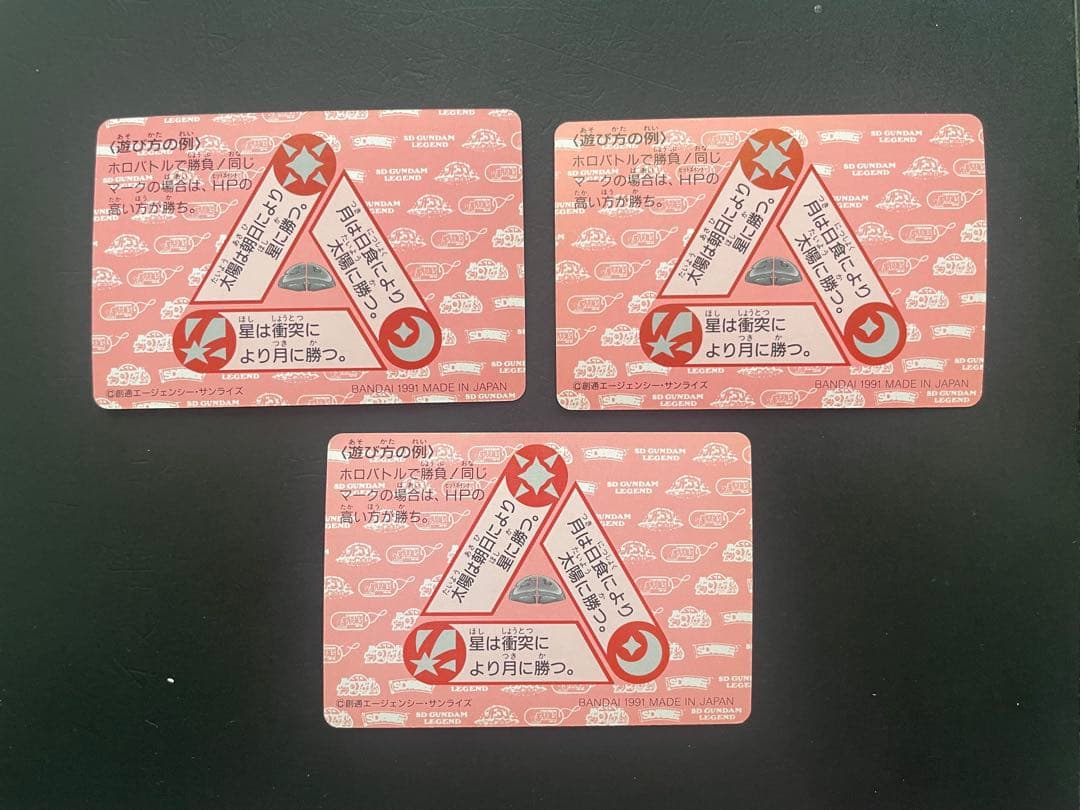 〈遊び方の例〉
ホロバトルで勝負!同じ
マークの場合は、HPの
高い方が勝ち。
太陽は朝日により
星に勝つ。
月は日食により
太陽に勝つ。
星は衝突に
より月に勝つ。
©創通エージェンシー・サンライズ
BANDAI 1991 MADE IN JAPAN
SD GUNDAM
LEGEND
〈遊び方の例〉
ホロバトルで勝負!同じ
マークの場合は、HPの
高い方が勝ち。
太陽は朝日により
星に勝つ。
月は日食により
太陽に勝つ。
星は衝突に
より月に勝つ。
©創通エージェンシー・サンライズ
BANDAI 1991 MADE IN JAPAN
SD GUNDAM
LEGEND
〈遊び方の例〉
ホロバトルで勝負!同じ
マークの場合は、HPの
高い方が勝ち。
太陽は朝日により
星に勝つ。
月は日食により
太陽に勝つ。
星は衝突に
より月に勝つ。
©創通エージェンシー・サンライズ
BANDAI 1991 MADE IN JAPAN
SD GUNDAM
LEGEND